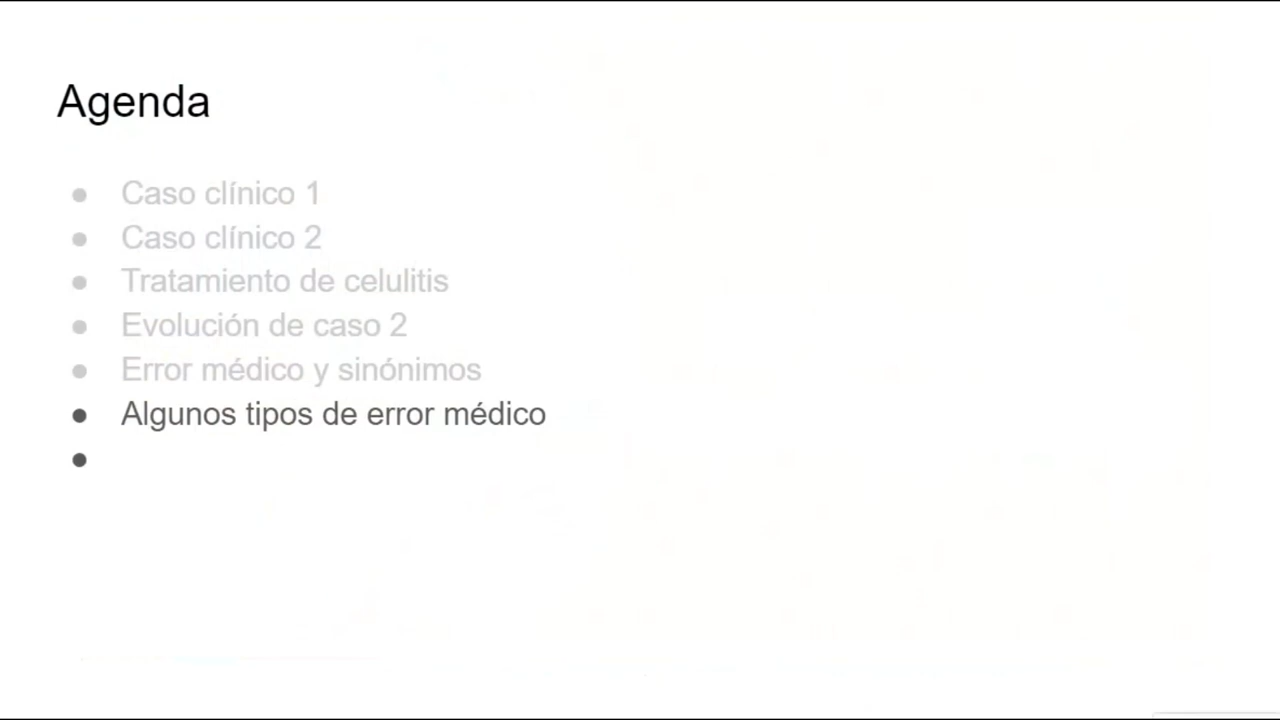 Agenda
● Caso clínico 1
● Caso clínico 2
● Tratamiento de celulitis
● Evolución de caso 2
● Error médico y sinónimos
● Algunos tipos de error médico
●